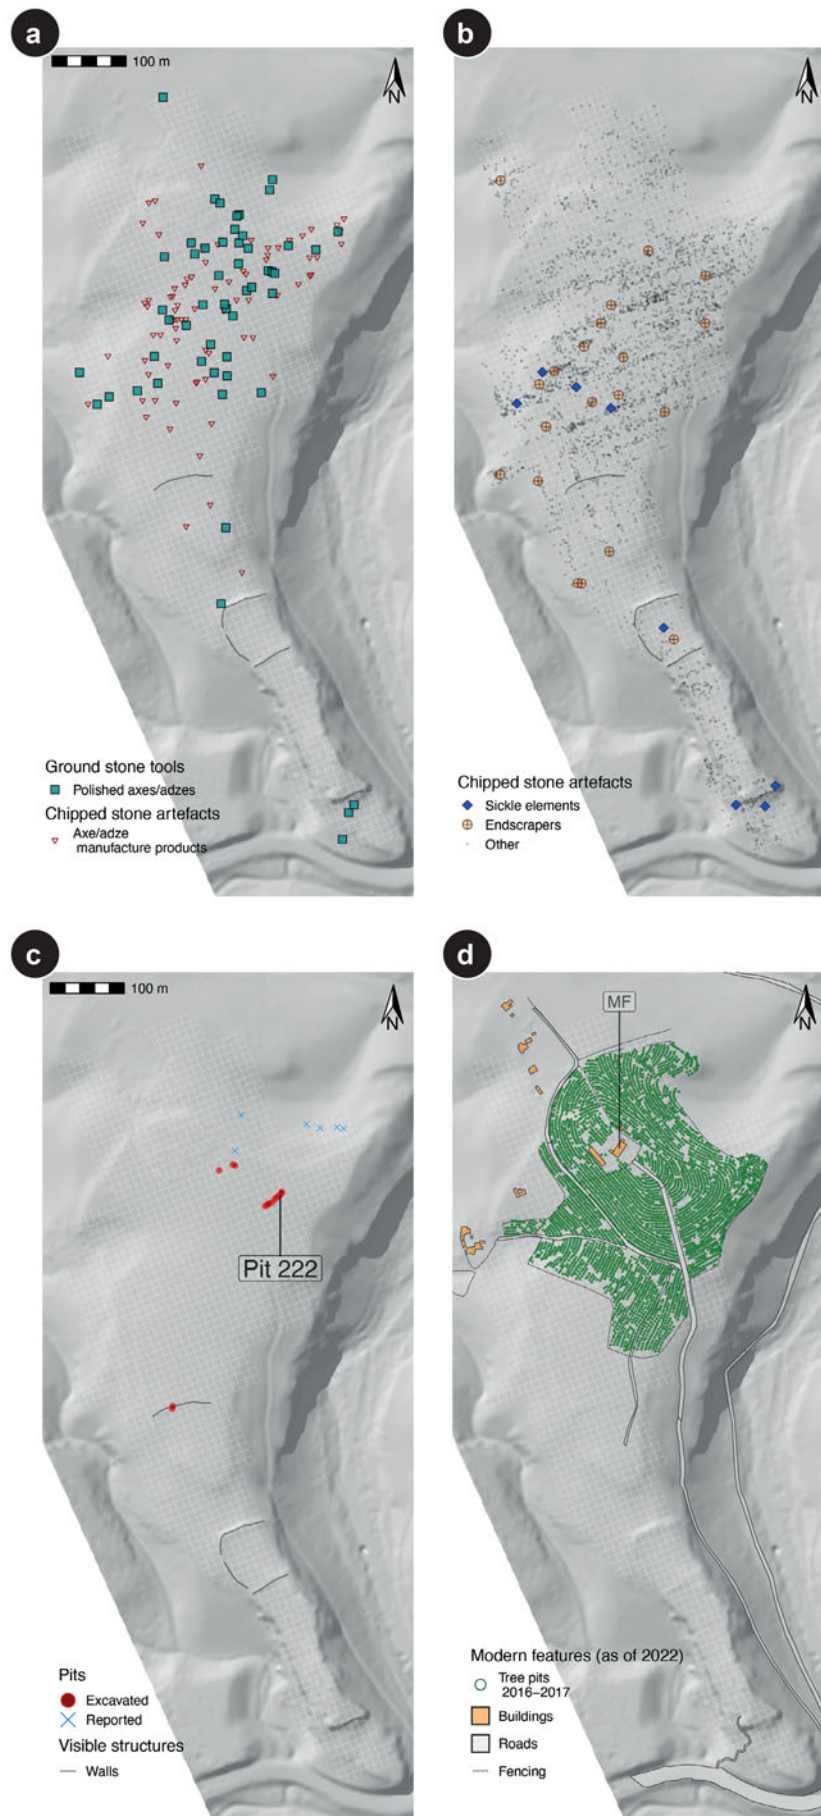 a
100 m
N
Ground stone tools
Polished axes/adzes
Chipped stone artefacts
Axe/adze
manufacture products
b
N
Chipped stone artefacts
Sickle elements
Endscrapers
Other
c
100 m
N
Pit 222
Pits
Excavated
Reported
Visible structures
Walls
d
MF
N
Modern features (as of 2022)
Tree pits
2016–2017
Buildings
Roads
Fencing